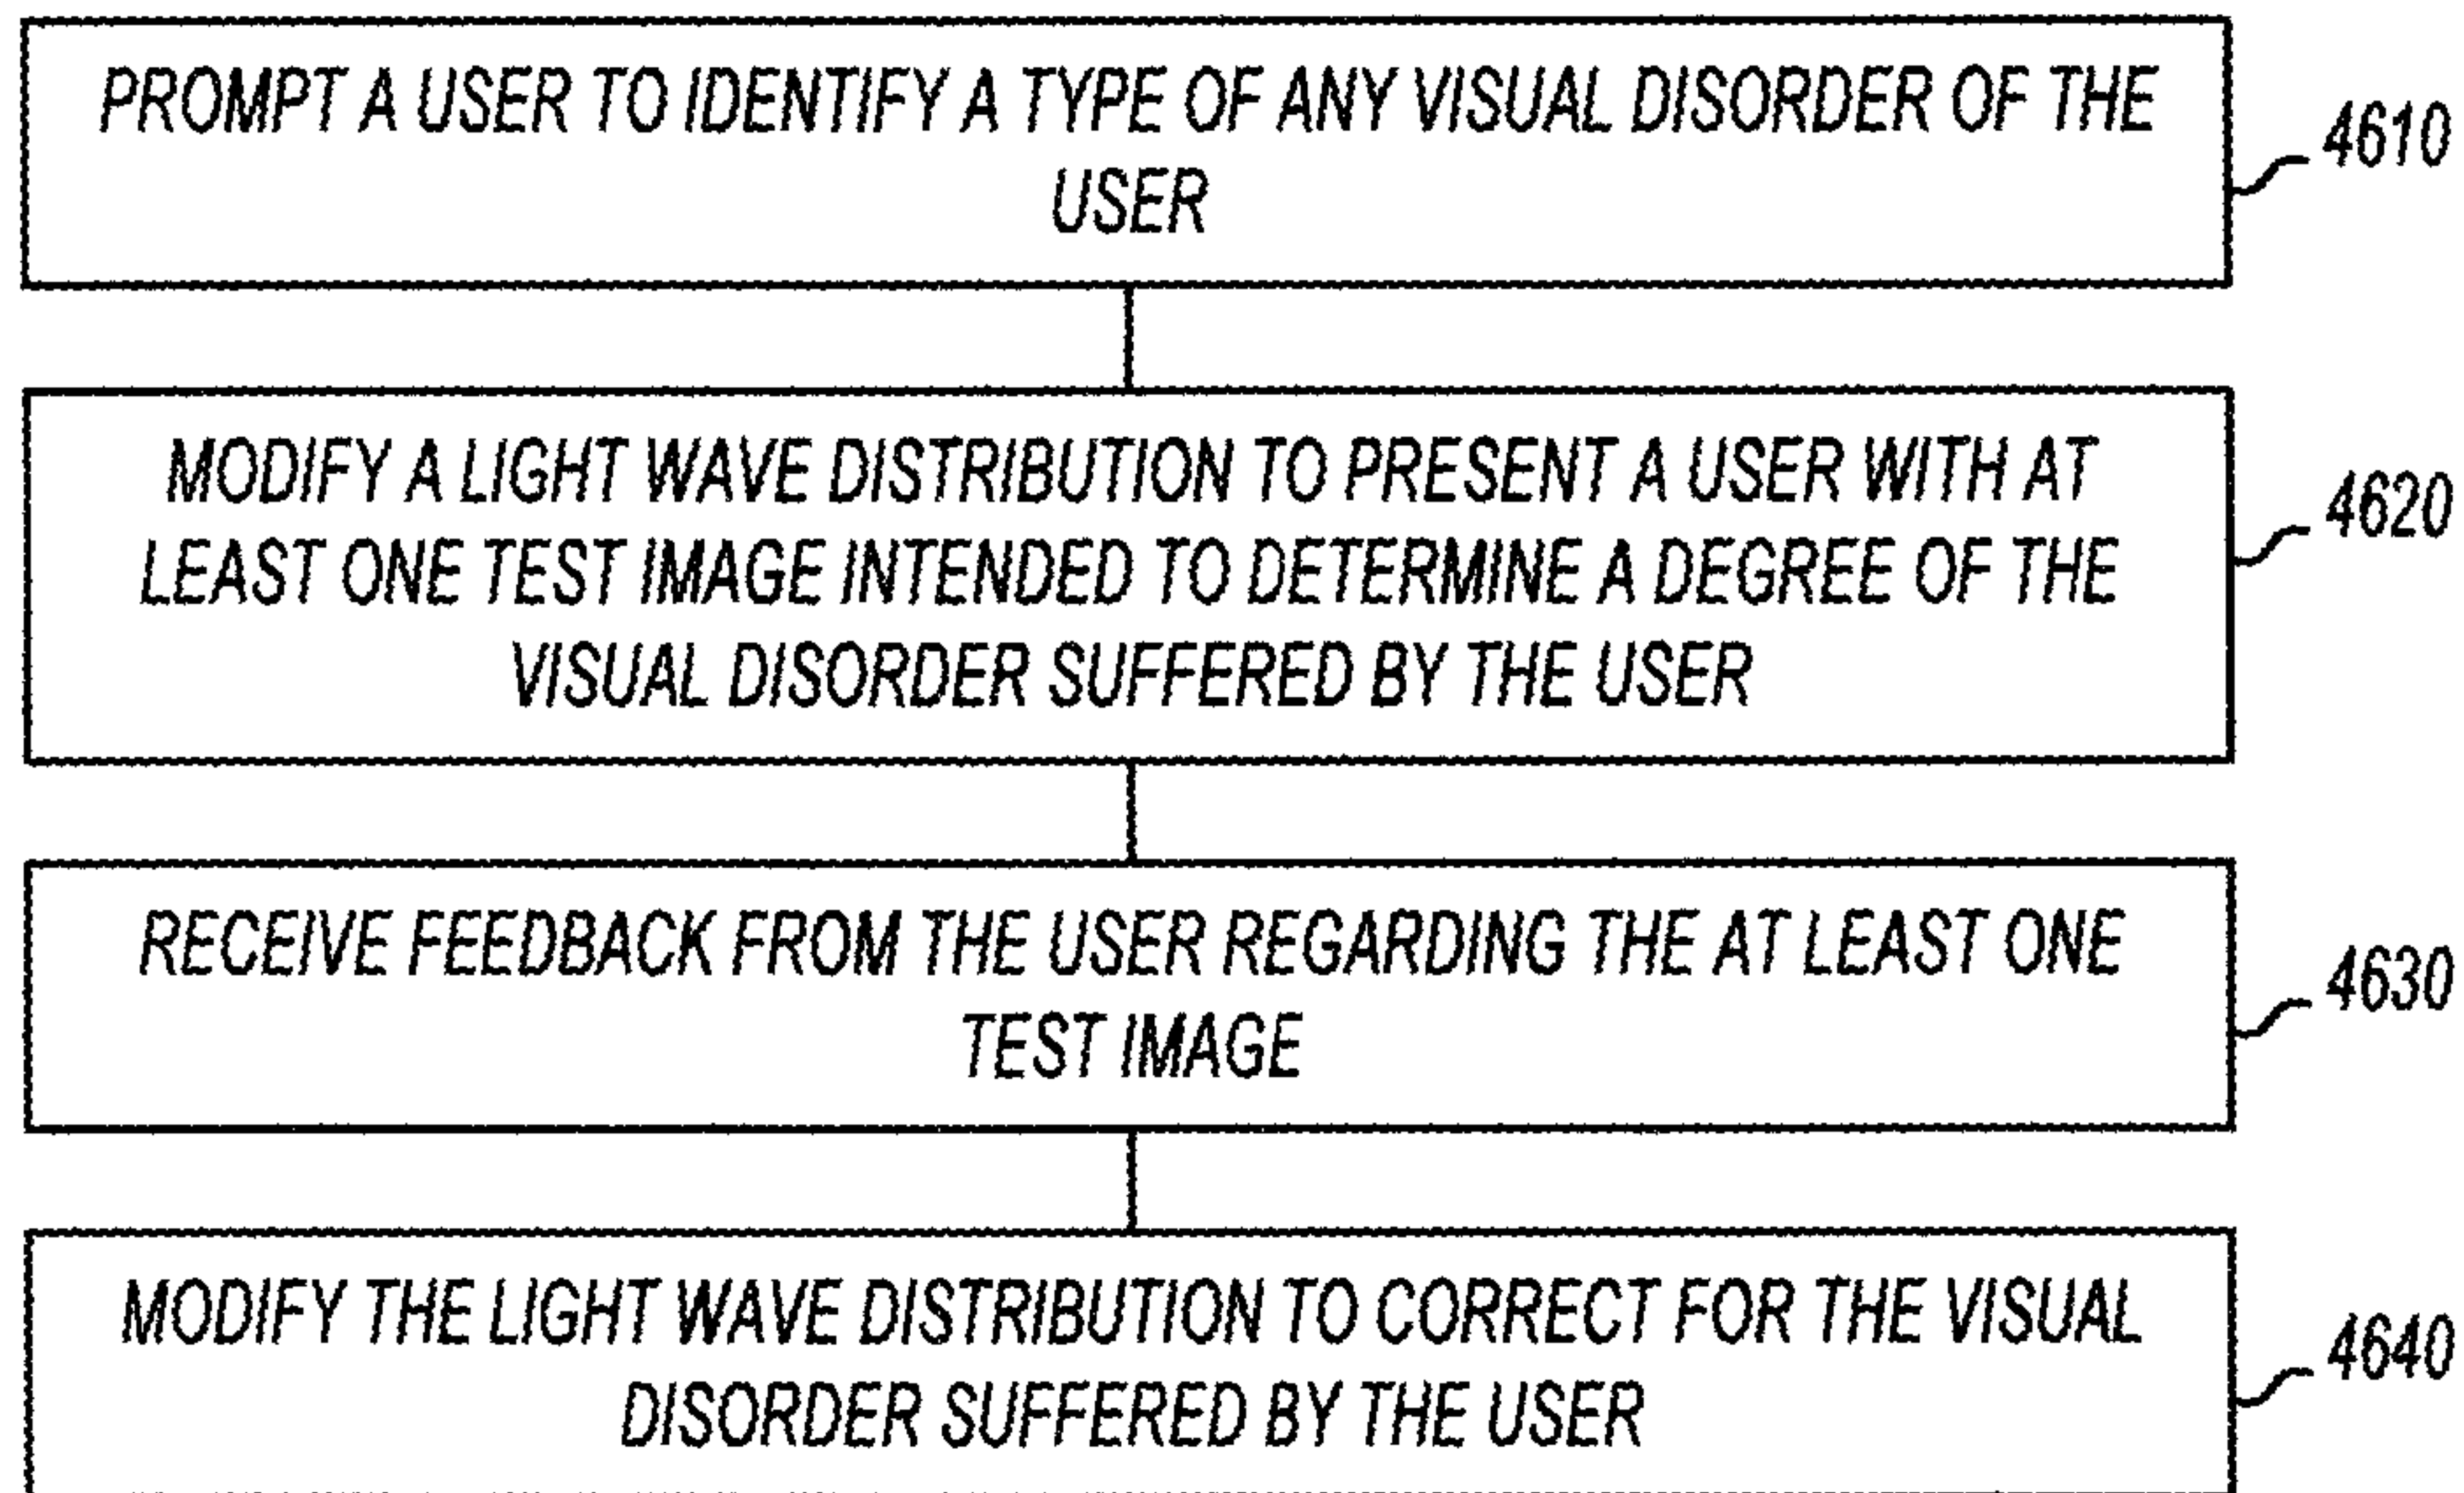 PROMPT A USER TO IDENTIFY A TYPE OF ANY VISUAL DISORDER OF THE
USER
4610
MODIFY A LIGHT WAVE DISTRIBUTION TO PRESENT A USER WITH AT
LEAST ONE TEST IMAGE INTENDED TO DETERMINE A DEGREE OF THE
VISUAL DISORDER SUFFERED BY THE USER
4620
RECEIVE FEEDBACK FROM THE USER REGARDING THE AT LEAST ONE
TEST IMAGE
4630
MODIFY THE LIGHT WAVE DISTRIBUTION TO CORRECT FOR THE VISUAL
DISORDER SUFFERED BY THE USER
4640